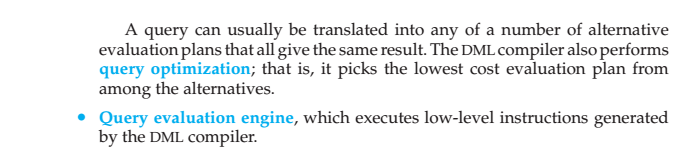 A query can usually be translated into any of a number of alternative
evaluation plans that all give the same result. The DML compiler also performs
query optimization; that is, it picks the lowest cost evaluation plan from
among the alternatives.
• Query evaluation engine, which executes low-level instructions generated
by the DML compiler.